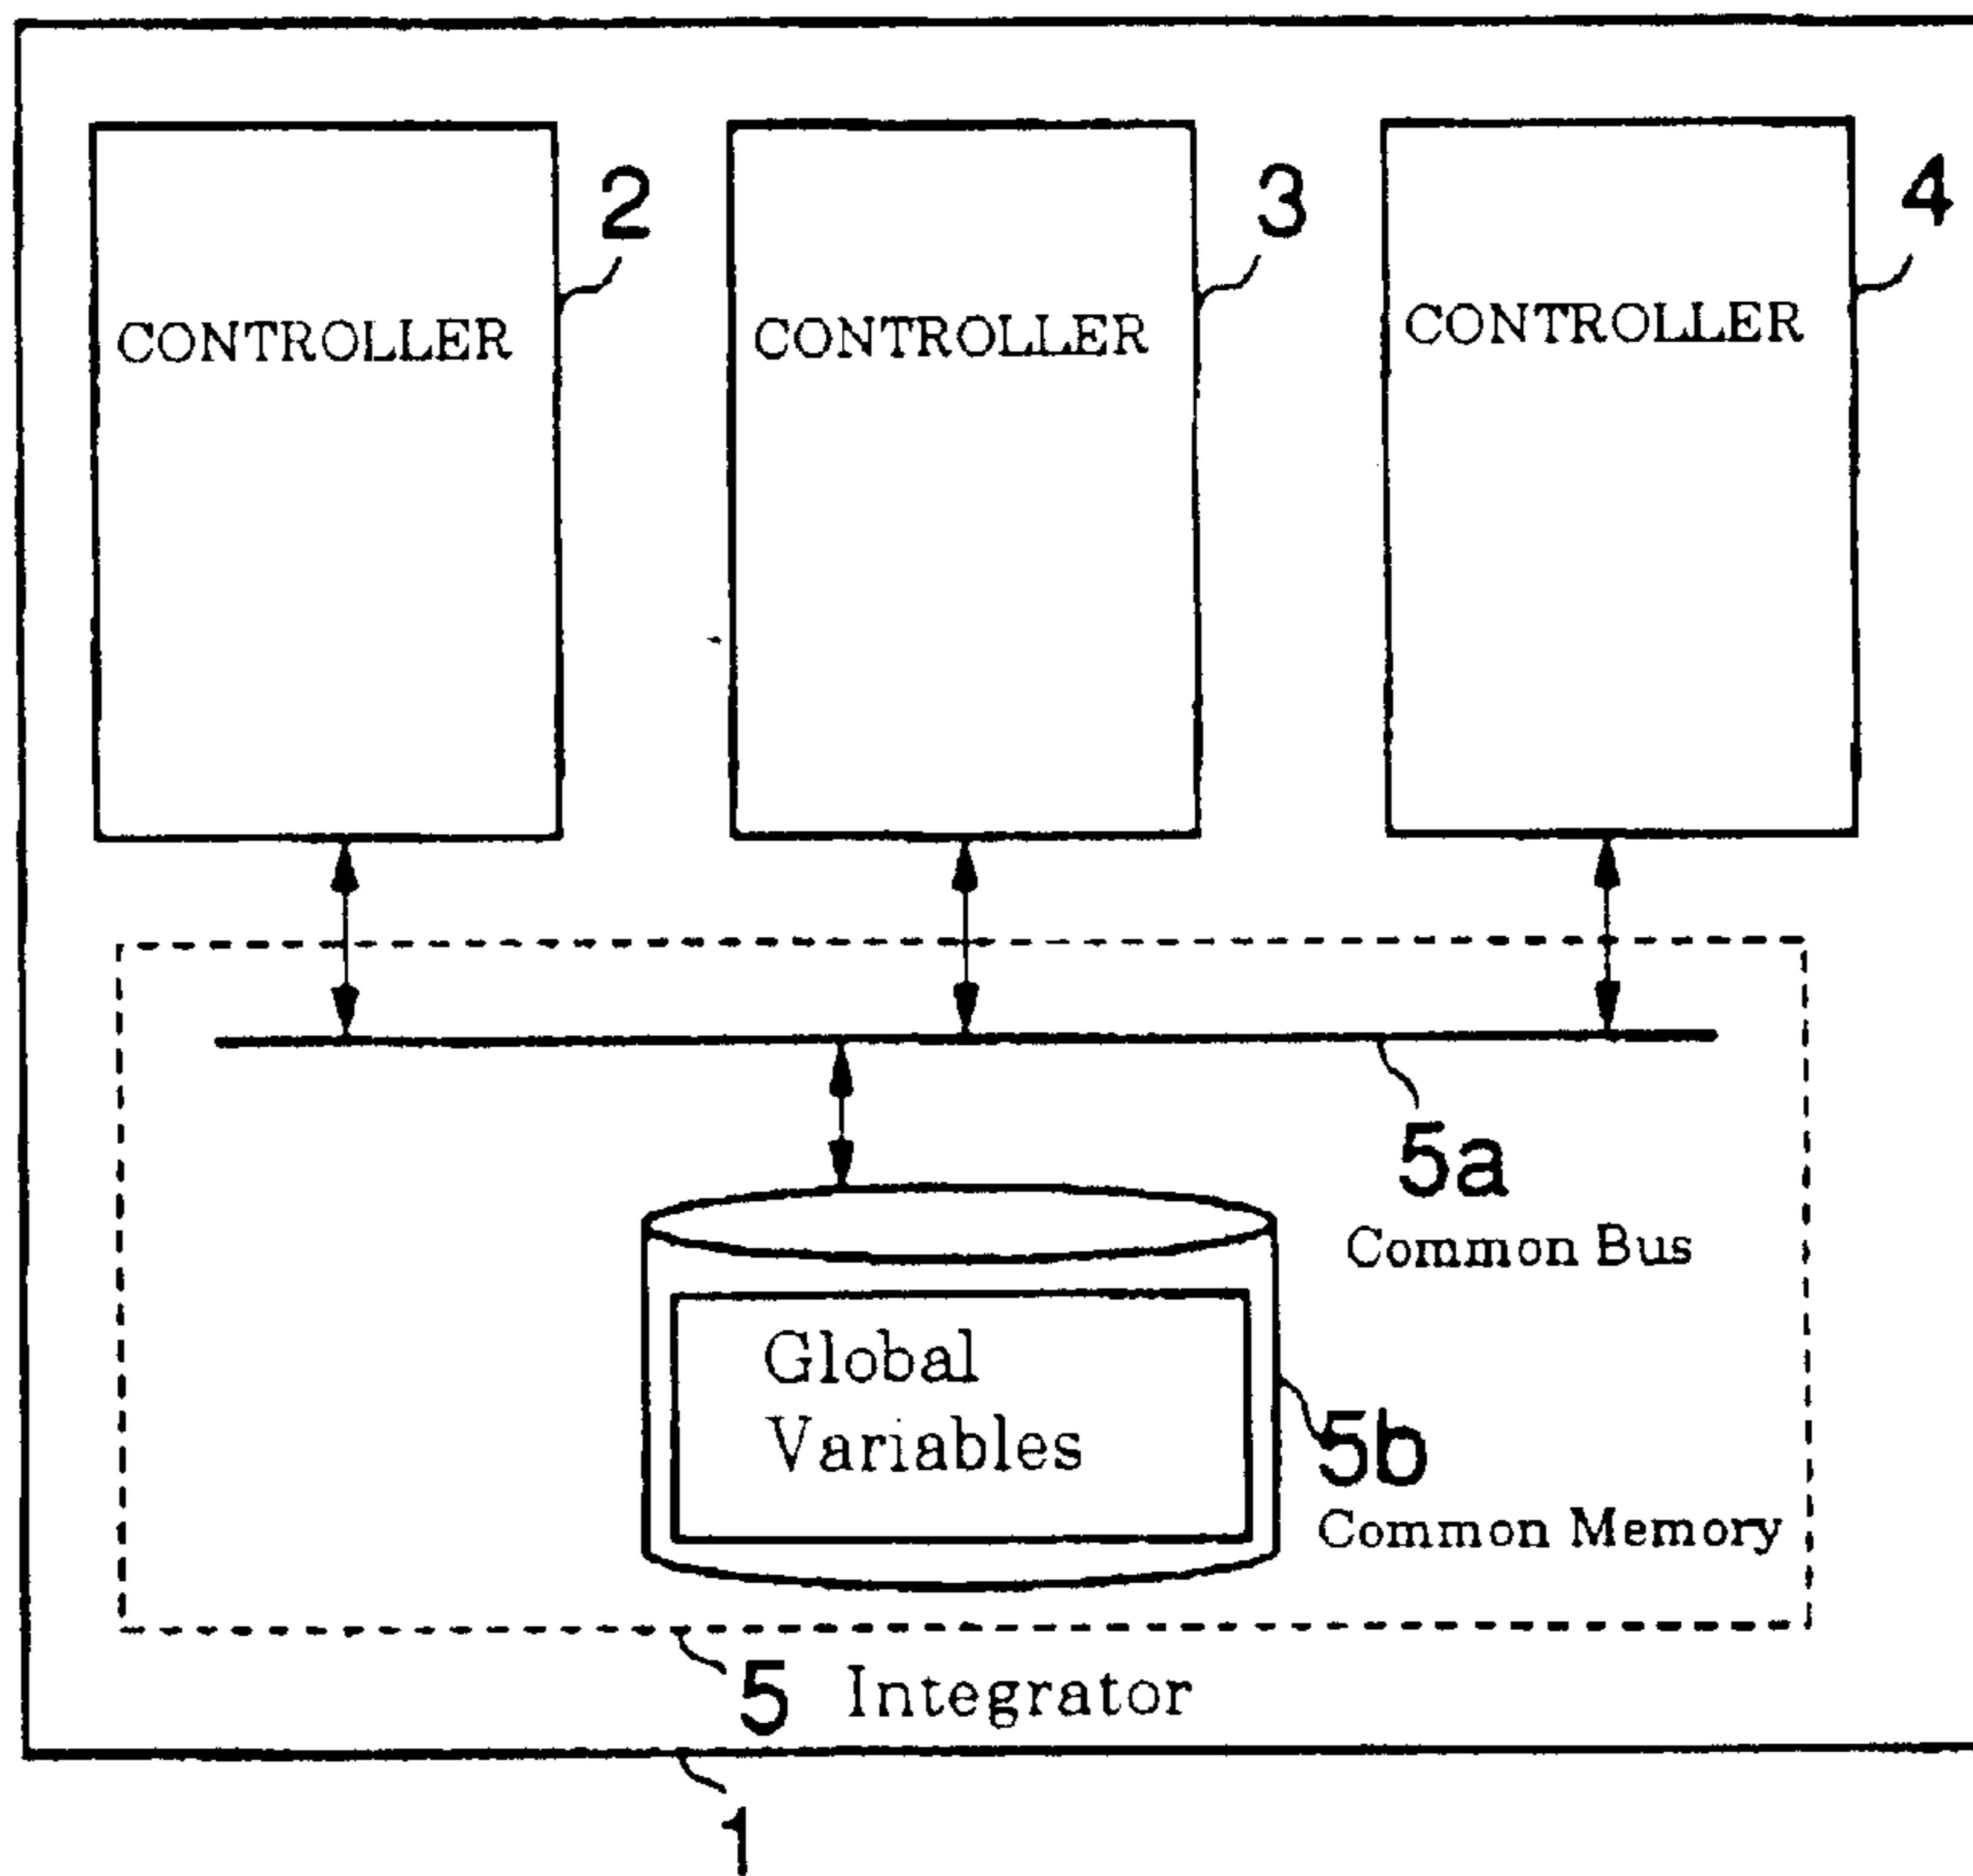 2
3
4
CONTROLLER
CONTROLLER
CONTROLLER
5a
Common Bus
Global
Variables
5b
Common Memory
5 Integrator
1